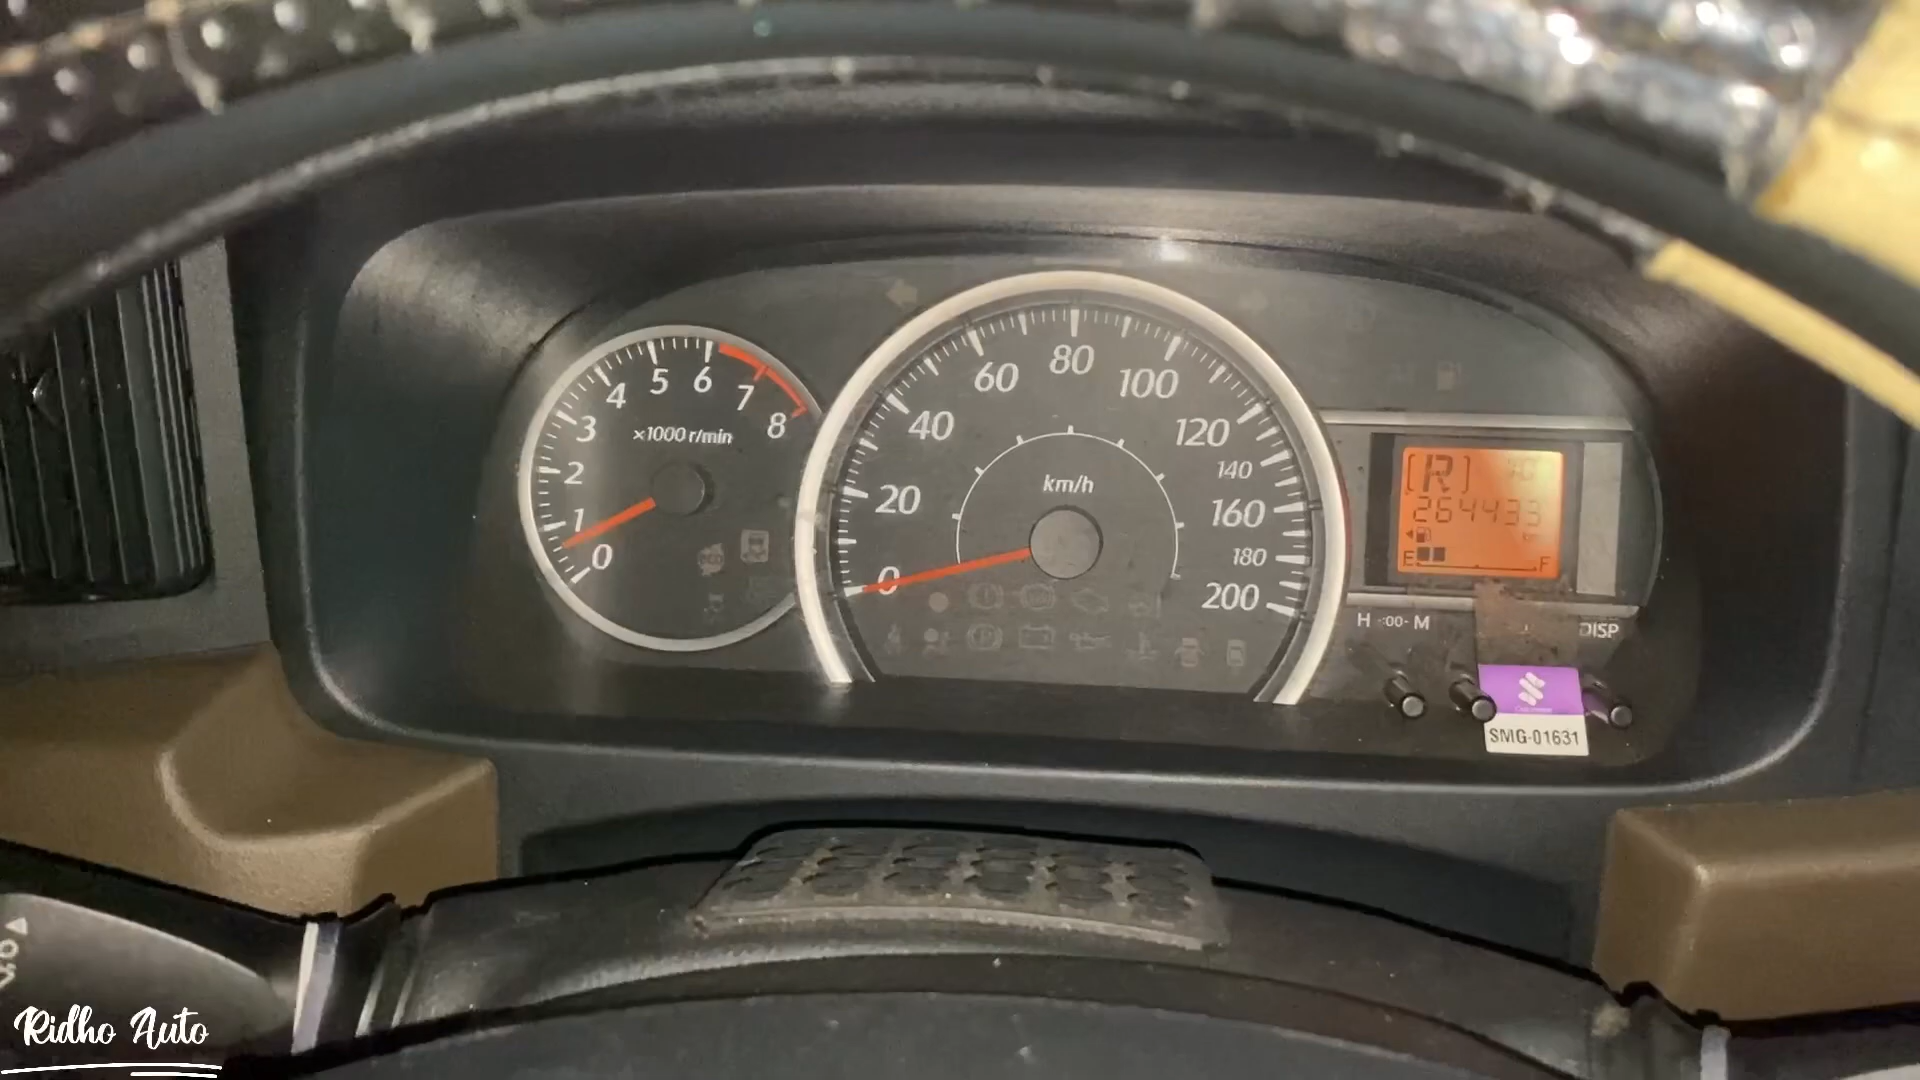 0 1 2 3 4 5 6 7 8
×1000 r/min
0 20 40 60 80 100 120 140 160 180 200
km/h
[R]
264433
E F
H -:00- M
DISP
SMG-01631
Ridho Auto